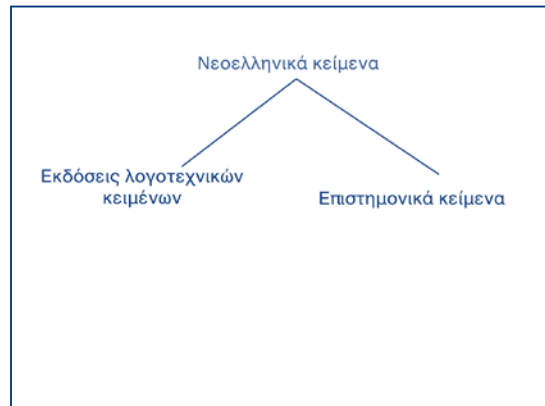 Νεοελληνικά κείμενα
Εκδόσεις λογοτεχνικών
κειμένων
Επιστημονικά κείμενα